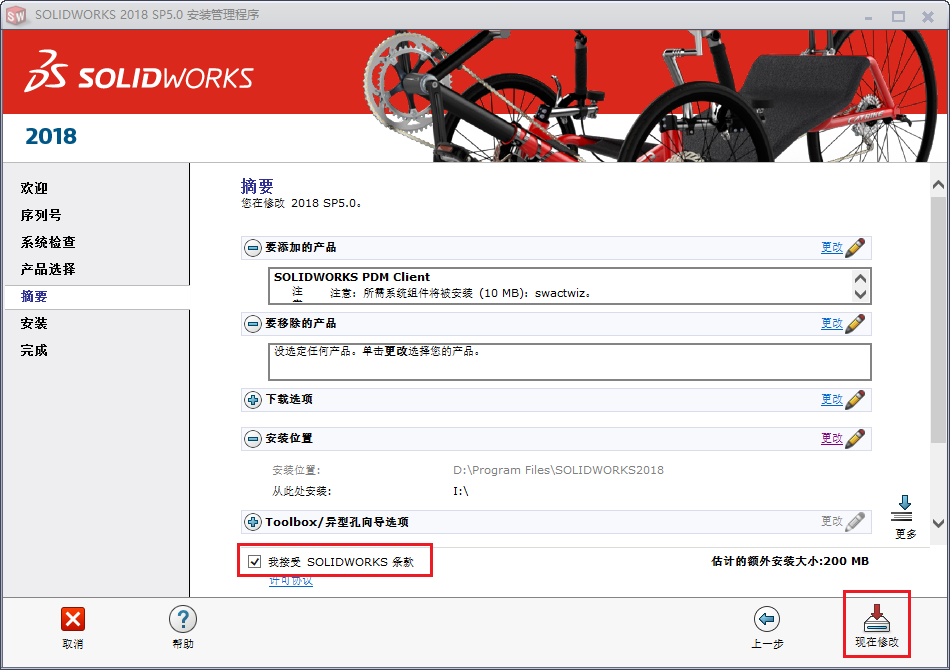 SOLIDWORKS 2018 SP5.0 安装管理程序
SOLIDWORKS
CATRIKE
2018
欢迎
序列号
系统检查
产品选择
摘要
安装
完成
摘要
您在修改 2018 SP5.0。
要添加的产品 更改
SOLIDWORKS PDM Client
注 注意：所需系统组件将被安装 (10 MB)：swactwiz。
要移除的产品 更改
没选定任何产品。单击更改选择您的产品。
下载选项 更改
安装位置 更改
安装位置: D:\Program Files\SOLIDWORKS2018
从此处安装: I:\
Toolbox/异型孔向导选项 更改
更多
我接受 SOLIDWORKS 条款
估计的额外安装大小:200 MB
许可协议
取消
帮助
上一步
现在修改